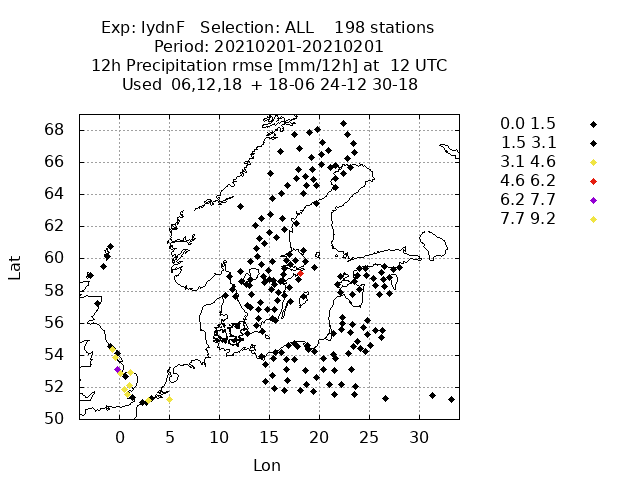 Exp: IydnF   Selection: ALL    198 stations
Period: 20210201-20210201
12h Precipitation rmse [mm/12h] at  12 UTC
Used  06,12,18  + 18-06 24-12 30-18
68
66
64
62
60
58
56
54
52
50
Lat
0 5 10 15 20 25 30
Lon
0.0 1.5
1.5 3.1
3.1 4.6
4.6 6.2
6.2 7.7
7.7 9.2